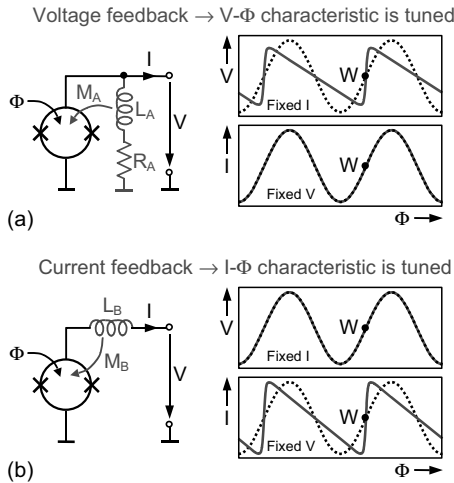 Voltage feedback → V-Φ characteristic is tuned
I
M_A
Φ
L_A
V
R_A
(a)
V
W
Fixed I
I
W
Fixed V
Φ
Current feedback → I-Φ characteristic is tuned
L_B
I
Φ
M_B
V
(b)
V
W
Fixed I
I
W
Fixed V
Φ